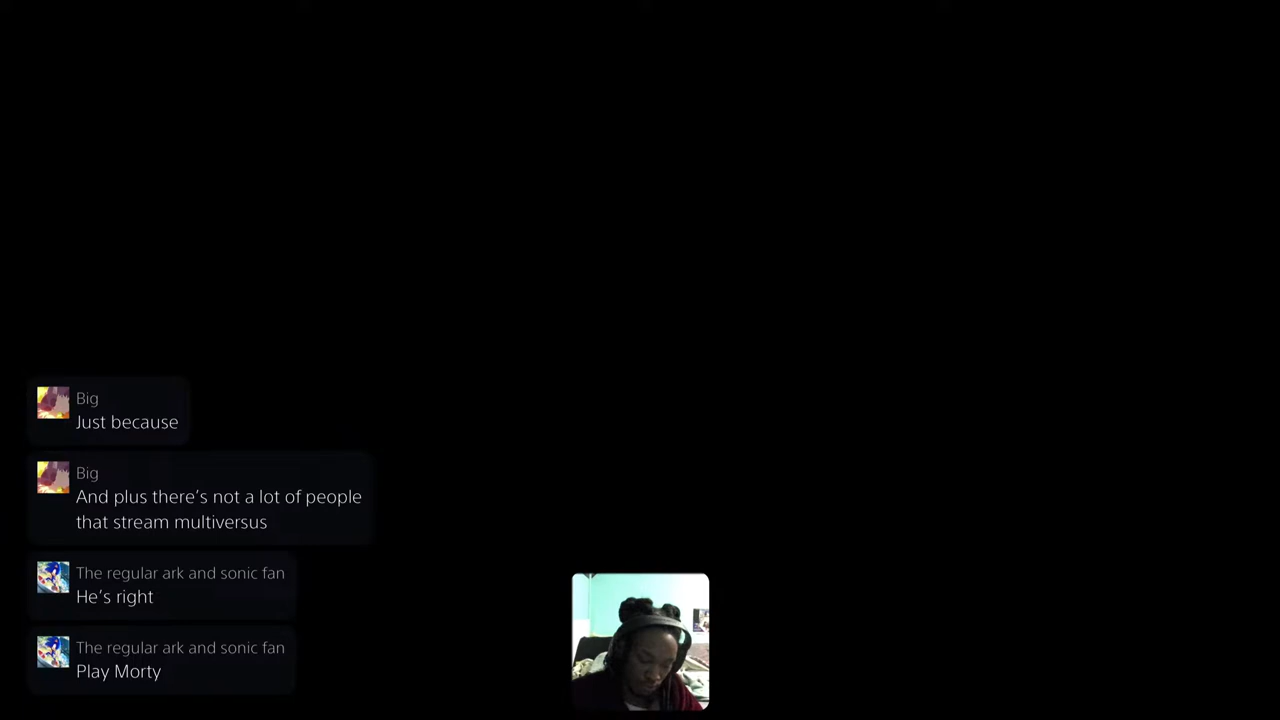 Big
Just because
Big
And plus there's not a lot of people
that stream multiversus
The regular ark and sonic fan
He's right
The regular ark and sonic fan
Play Morty